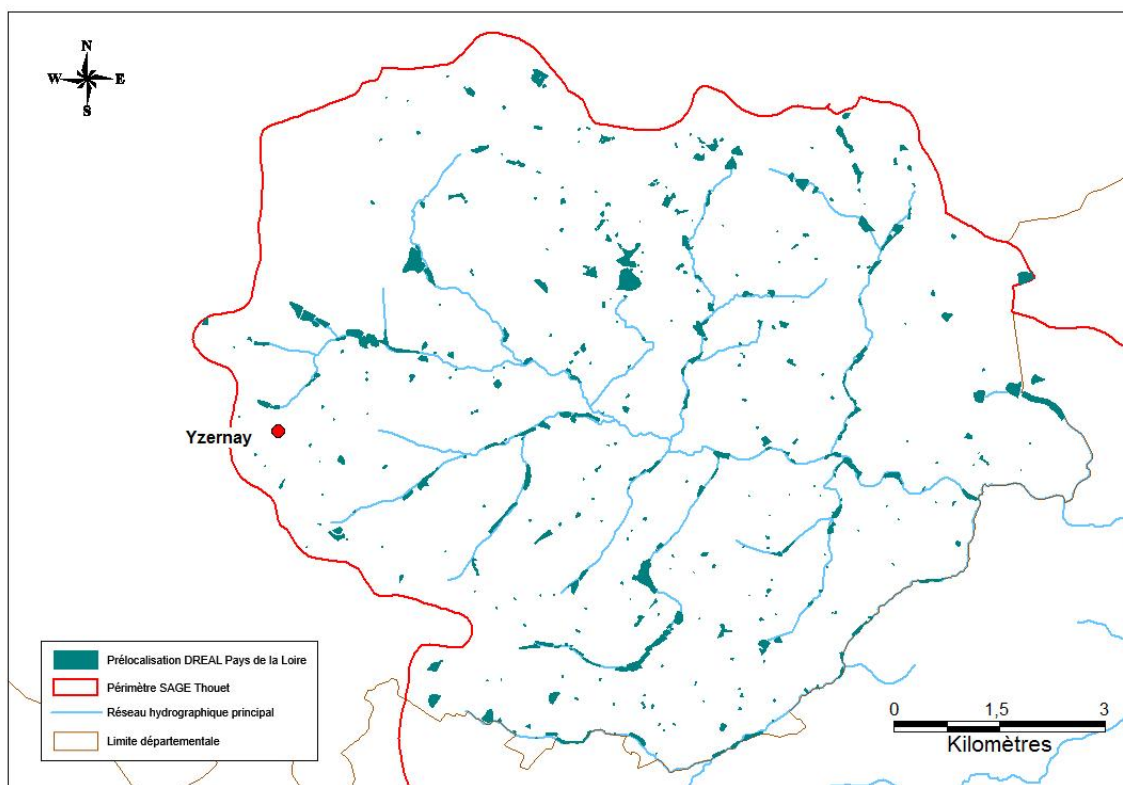 N
W E
S
Yzernay
Prélocalisation DREAL Pays de la Loire
Périmètre SAGE Thouet
Réseau hydrographique principal
Limite départementale
0 1,5 3
Kilomètres